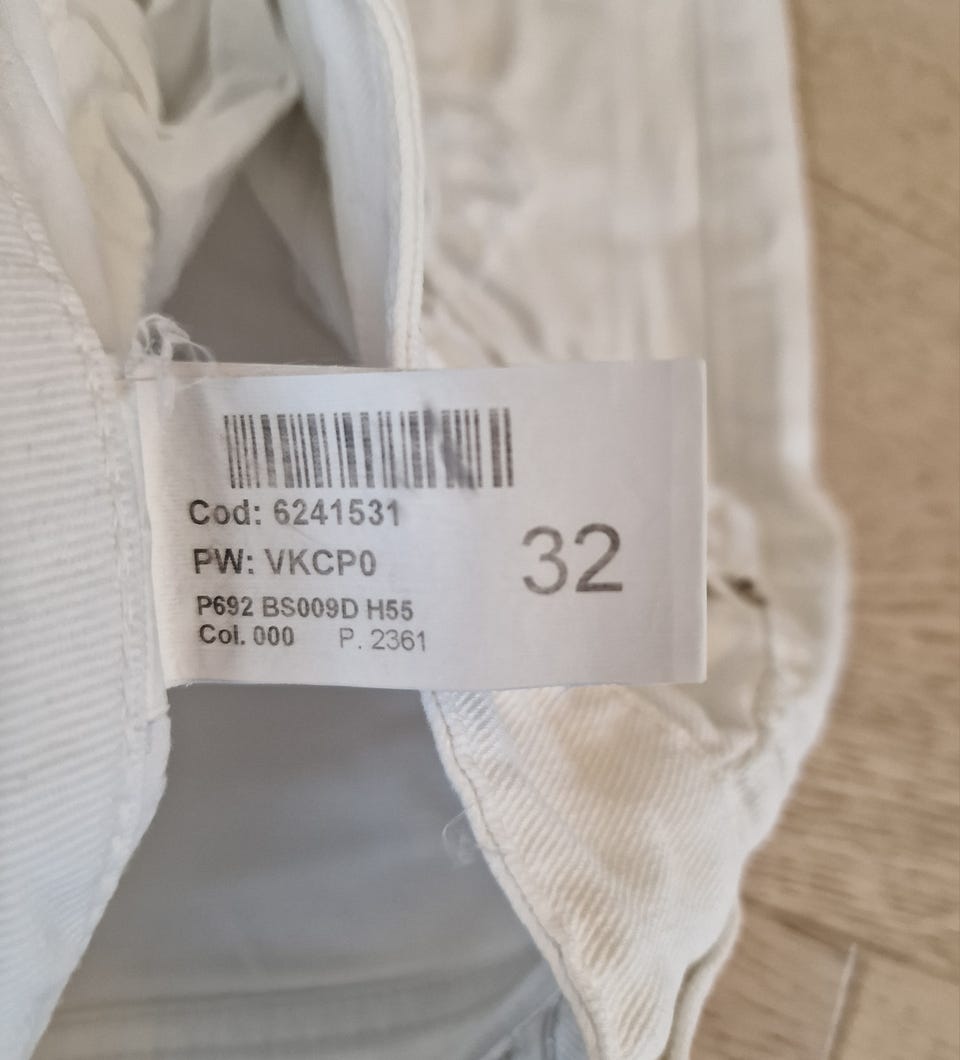 Cod: 6241531
PW: VKCP0
32
P692 BS009D H55
Col. 000 P. 2361